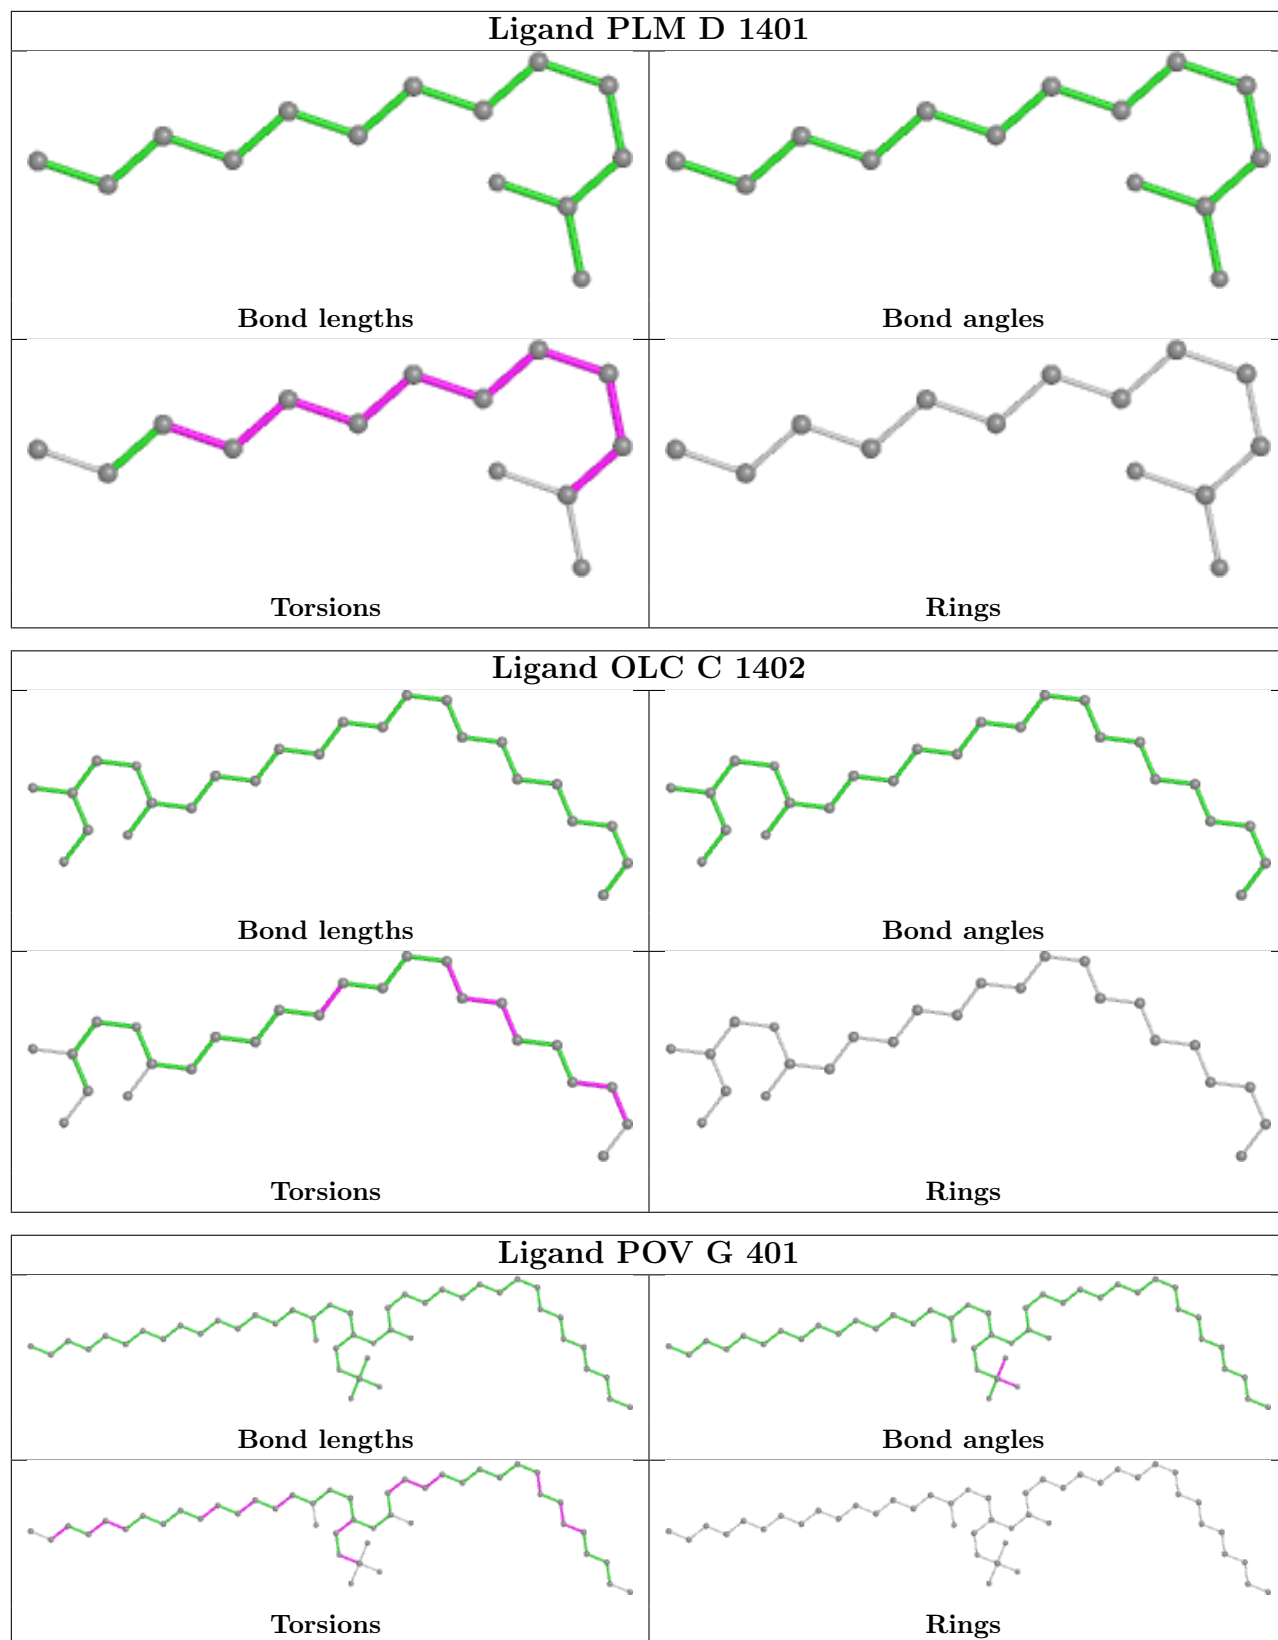 Ligand PLM D 1401
Bond lengths
Bond angles
Torsions
Rings
Ligand OLC C 1402
Bond lengths
Bond angles
Torsions
Rings
Ligand POV G 401
Bond lengths
Bond angles
Torsions
Rings